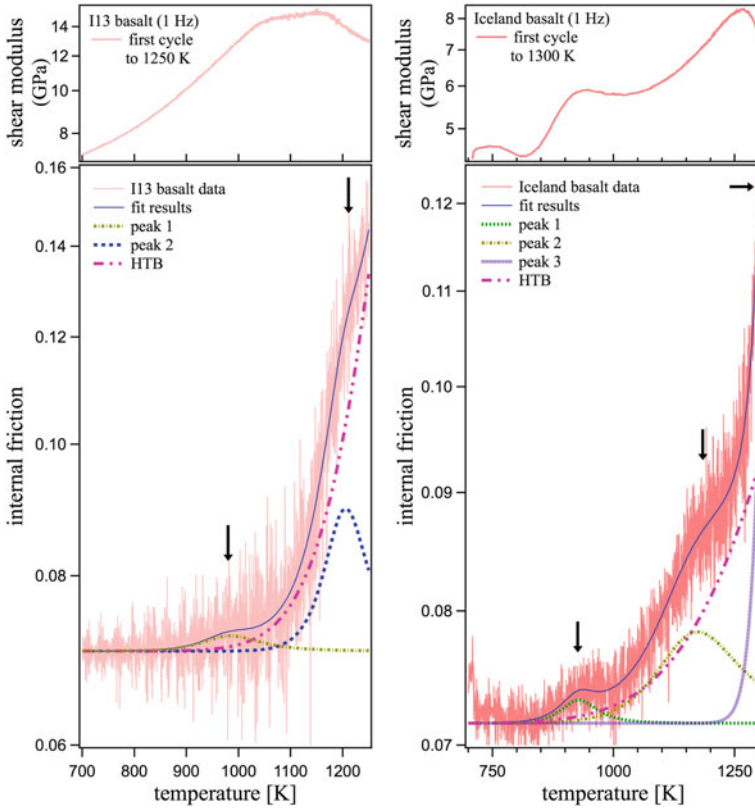 I13 basalt (1 Hz)
first cycle
to 1250 K
shear modulus
(GPa)
14
12
10
8
Iceland basalt (1 Hz)
first cycle
to 1300 K
shear modulus
(GPa)
8
7
6
5
I13 basalt data
fit results
peak 1
peak 2
HTB
internal friction
0.16
0.14
0.12
0.10
0.08
0.06
700
800
900
1000
1100
1200
temperature [K]
Iceland basalt data
fit results
peak 1
peak 2
peak 3
HTB
internal friction
0.12
0.11
0.10
0.09
0.08
0.07
750
1000
1250
temperature [K]